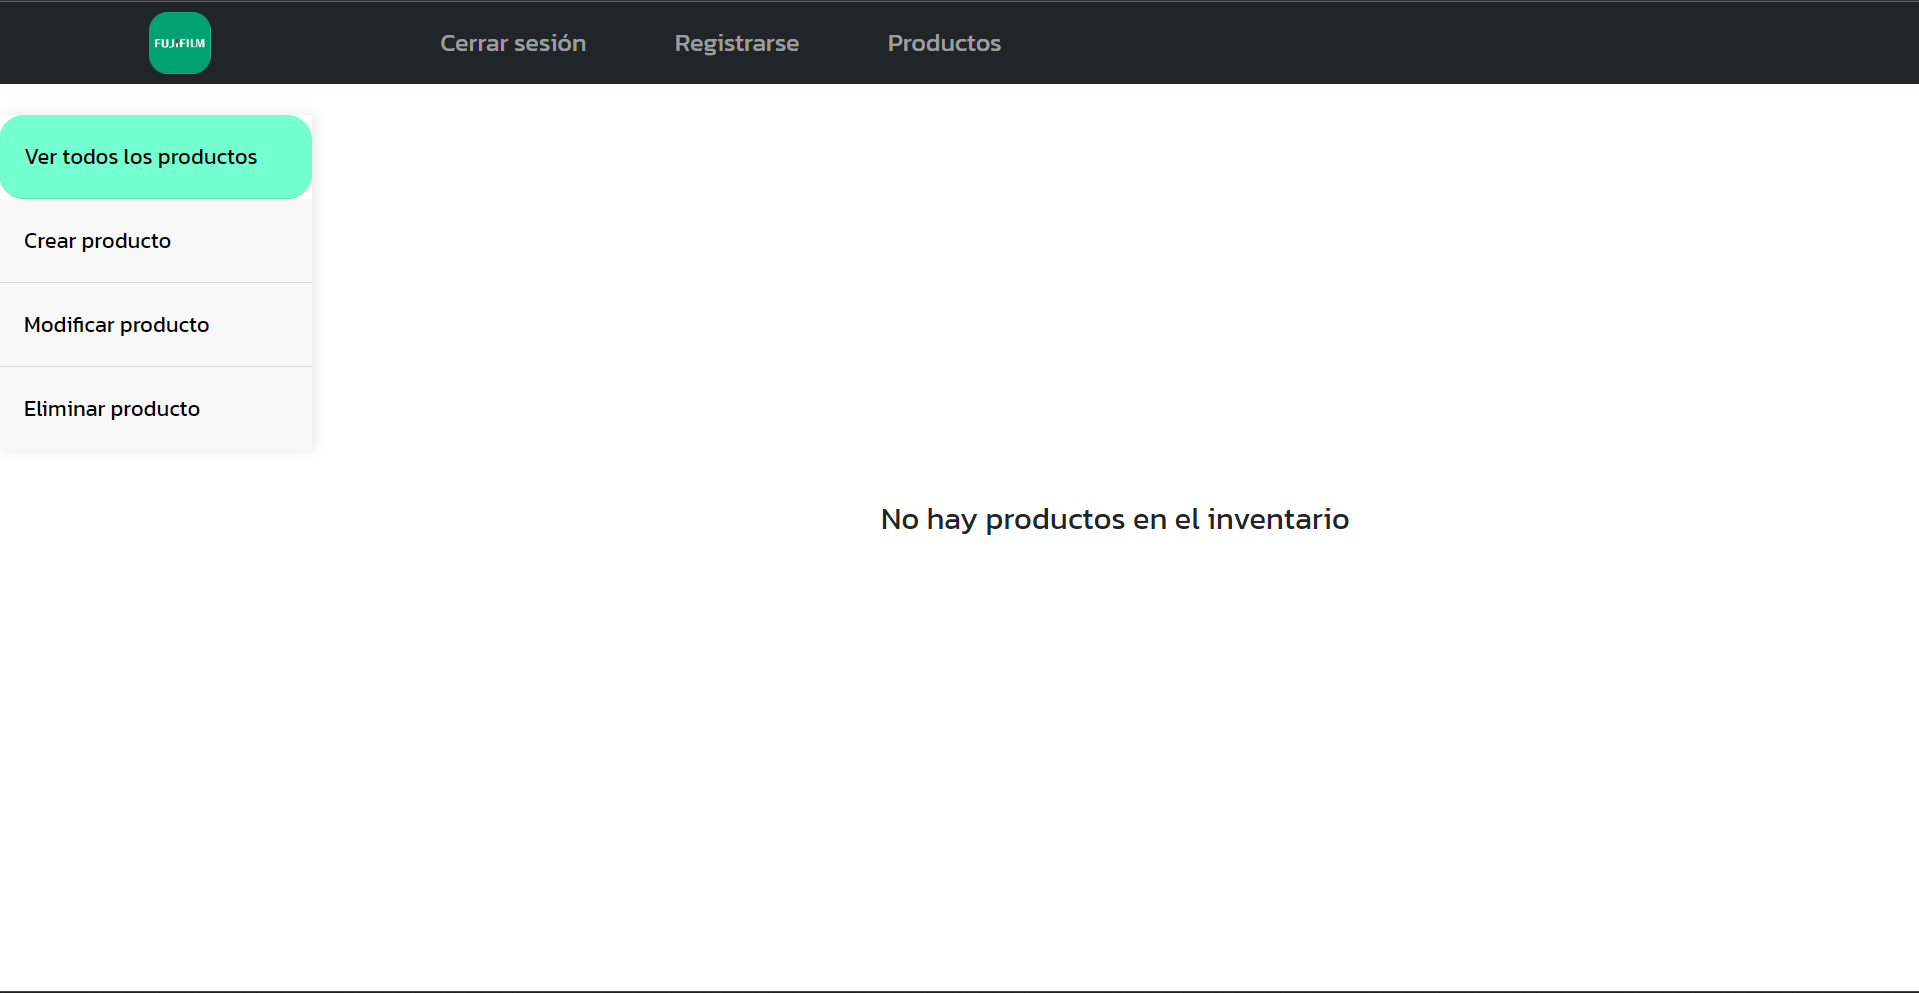 FUJIFILM
Cerrar sesión
Registrarse
Productos
Ver todos los productos
Crear producto
Modificar producto
Eliminar producto
No hay productos en el inventario